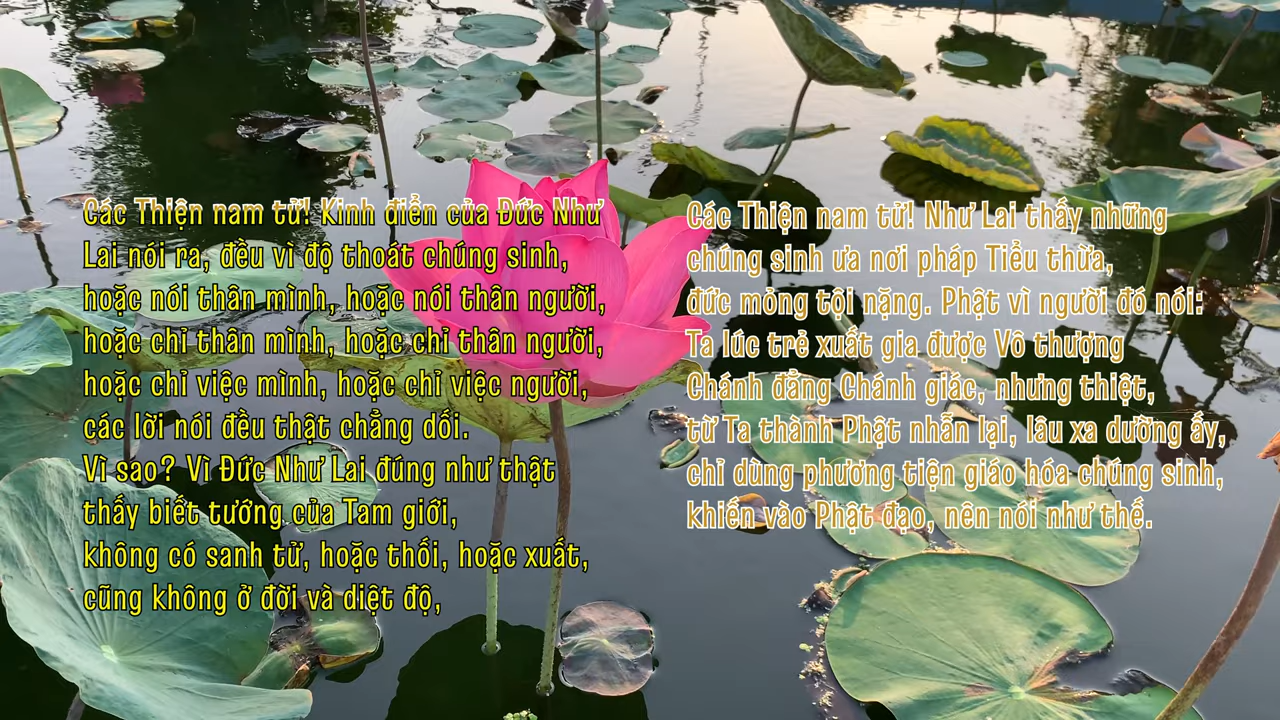 Các Thiện nam tử! Kinh điển của Đức Như
Lai nói ra, đều vì độ thoát chúng sinh,
hoặc nói thân mình, hoặc nói thân người,
hoặc chỉ thân mình, hoặc chỉ thân người,
hoặc chỉ việc mình, hoặc chỉ việc người,
các lời nói đều thật chẳng dối.
Vì sao? Vì Đức Như Lai đúng như thật
thấy biết tướng của Tam giới,
không có sanh tử, hoặc thối, hoặc xuất,
cũng không ở đời và diệt độ,
Các Thiện nam tử! Như Lai thấy những
chúng sinh ưa nơi pháp Tiểu thừa,
đức mỏng tội nặng. Phật vì người đó nói:
Ta lúc trẻ xuất gia được Vô thượng
Chánh đẳng Chánh giác, nhưng thiệt,
từ Ta thành Phật nhẫn lại, lâu xa dường ấy,
chỉ dùng phương tiện giáo hóa chúng sinh,
khiến vào Phật đạo, nên nói như thế.